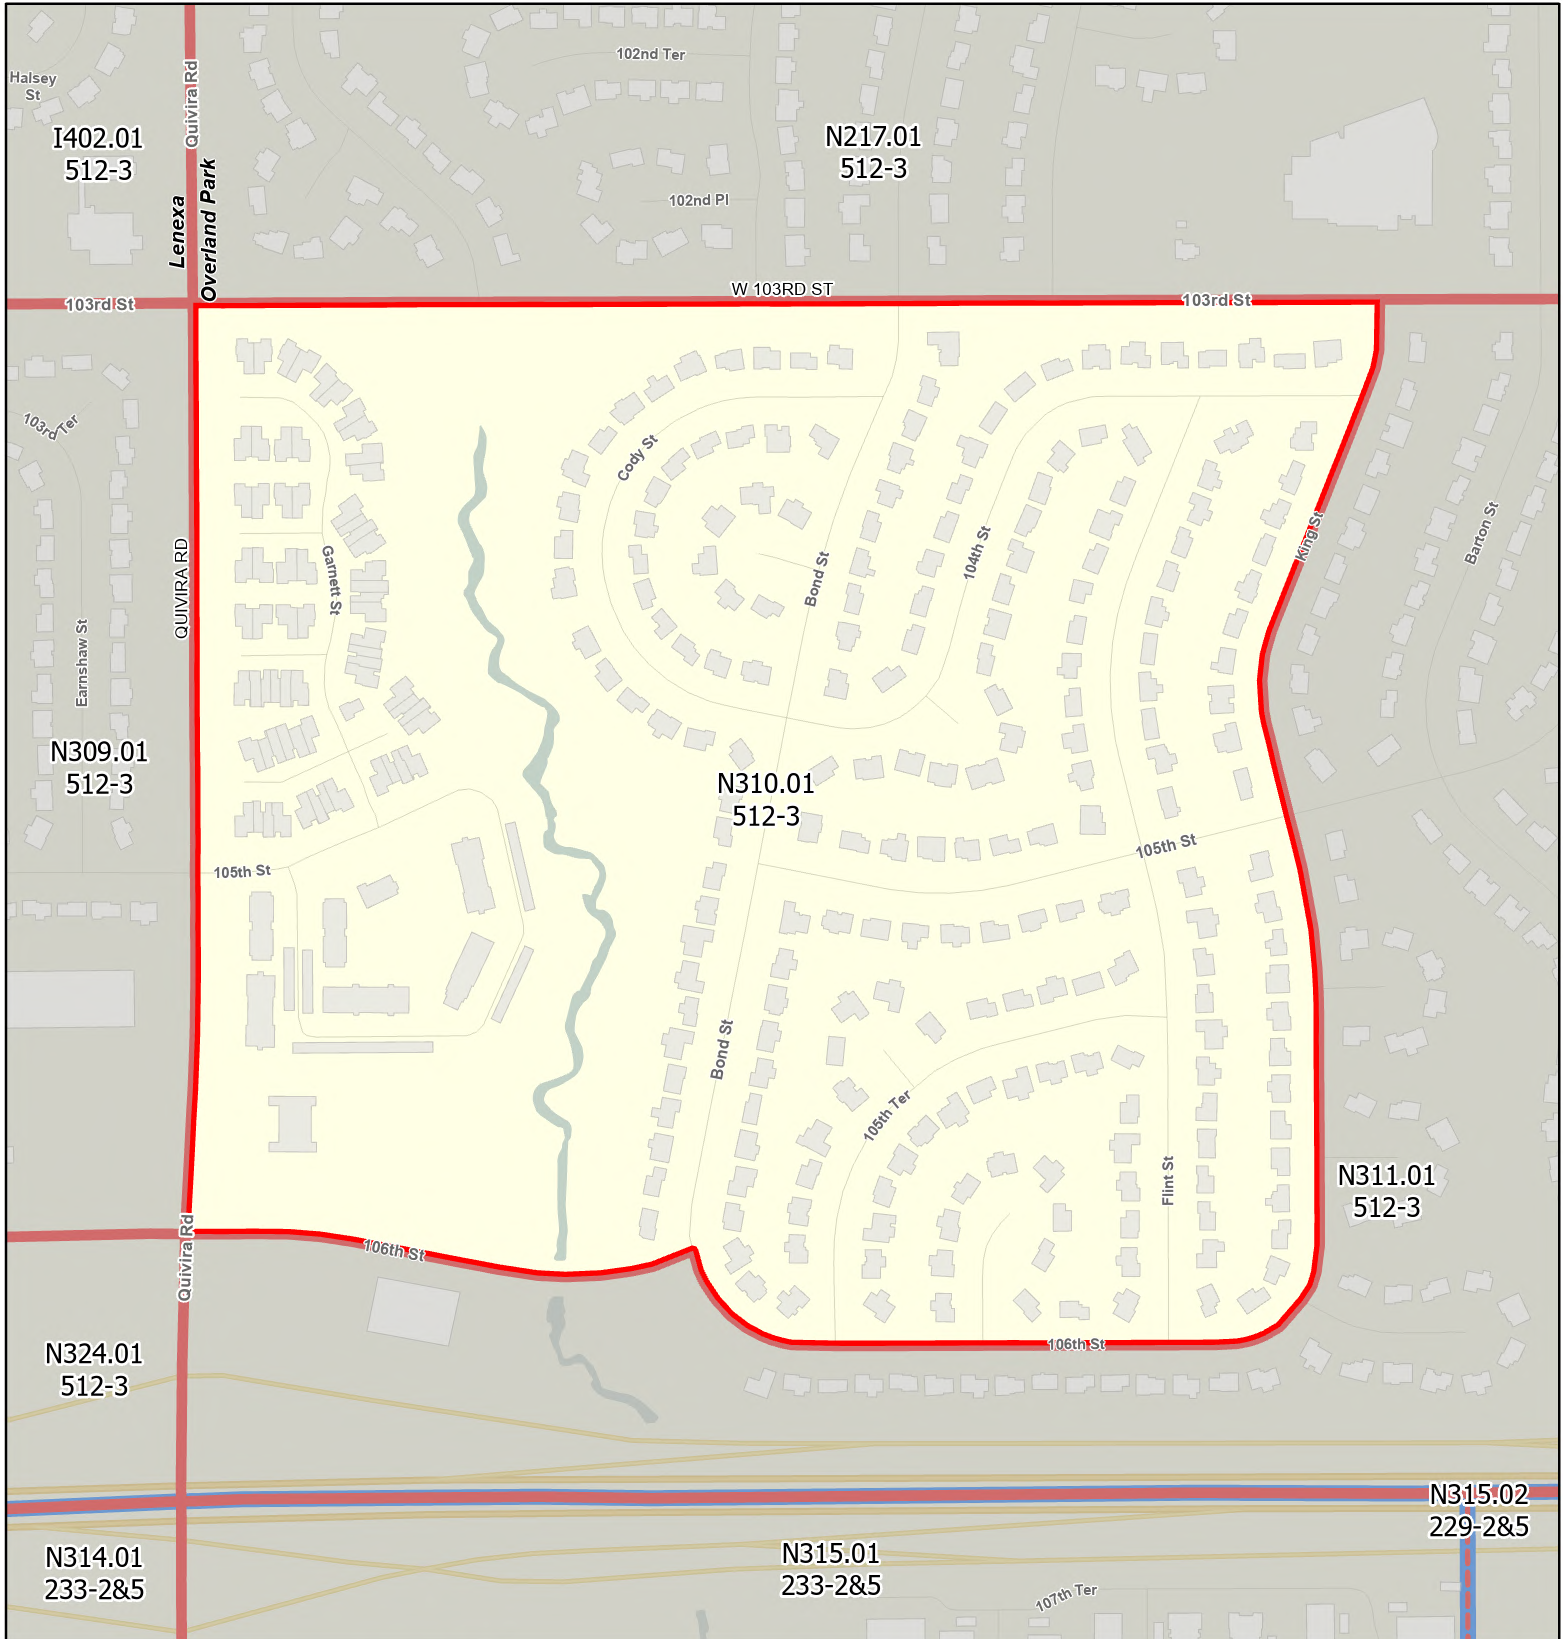 102nd Ter
Quivira Rd
Halsey
St
I402.01
512-3
N217.01
512-3
102nd Pl
Lenexa
Overland Park
W 103RD ST
103rd St
103rd St
103rd Ter
Cody St
King St
Barton St
104th St
Bond St
Garnett St
QUIVIRA RD
Earnshaw St
N309.01
512-3
N310.01
512-3
105th St
105th St
Bond St
105th Ter
Flint St
N311.01
512-3
Quivira Rd
106th St
106th St
N324.01
512-3
N315.02
229-2&5
N314.01
233-2&5
N315.01
233-2&5
107th Ter